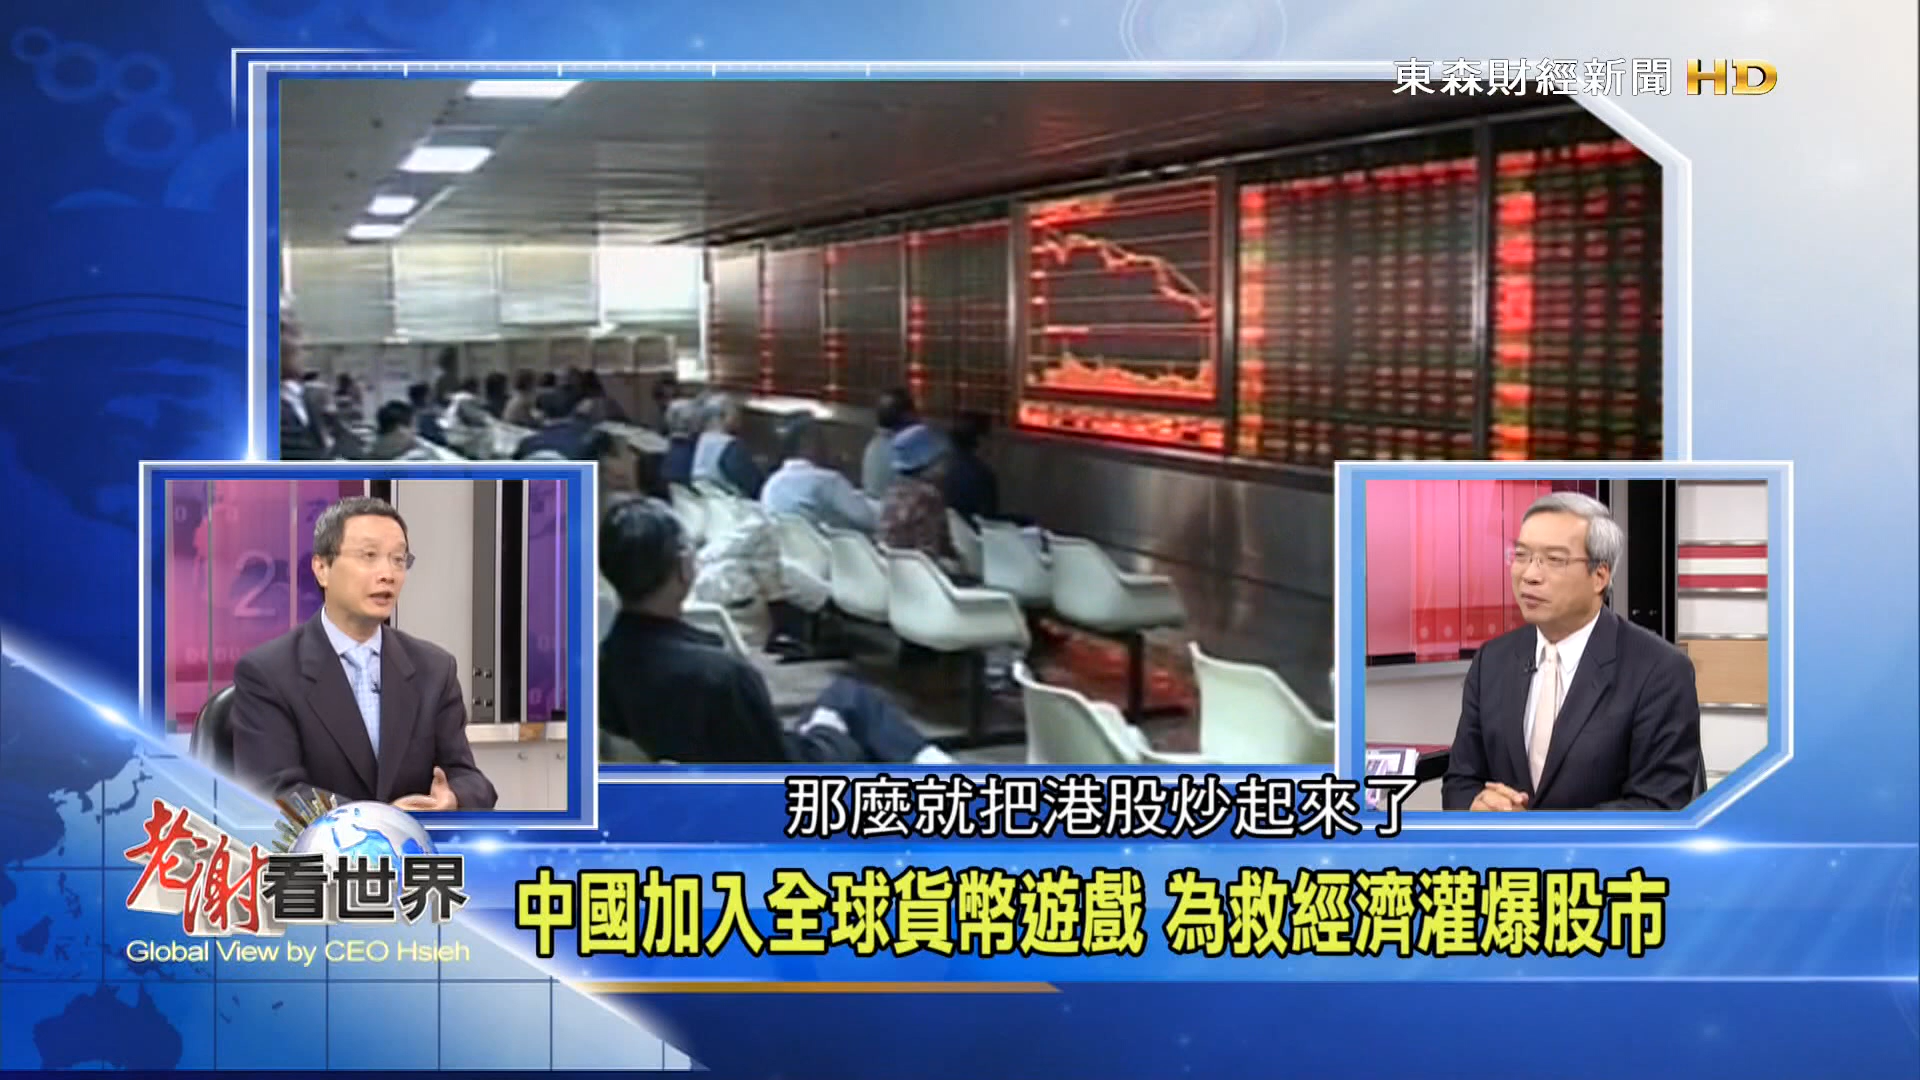 東森財經新聞 HD
那麼就把港股炒起來了
老謝看世界
Global View by CEO Hsieh
中國加入全球貨幣遊戲 為救經濟灌爆股市